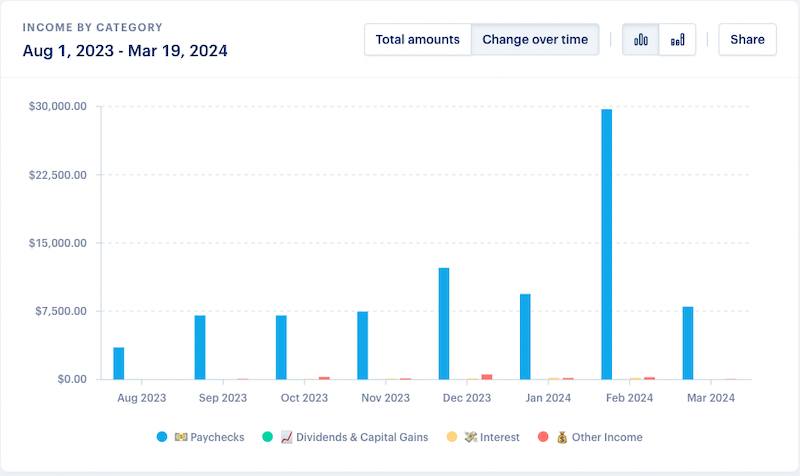 INCOME BY CATEGORY
Aug 1, 2023 - Mar 19, 2024
Total amounts
Change over time
Share
$30,000.00
$22,500.00
$15,000.00
$7,500.00
$0.00
Aug 2023 Sep 2023 Oct 2023 Nov 2023 Dec 2023 Jan 2024 Feb 2024 Mar 2024
Paychecks Dividends & Capital Gains Interest Other Income